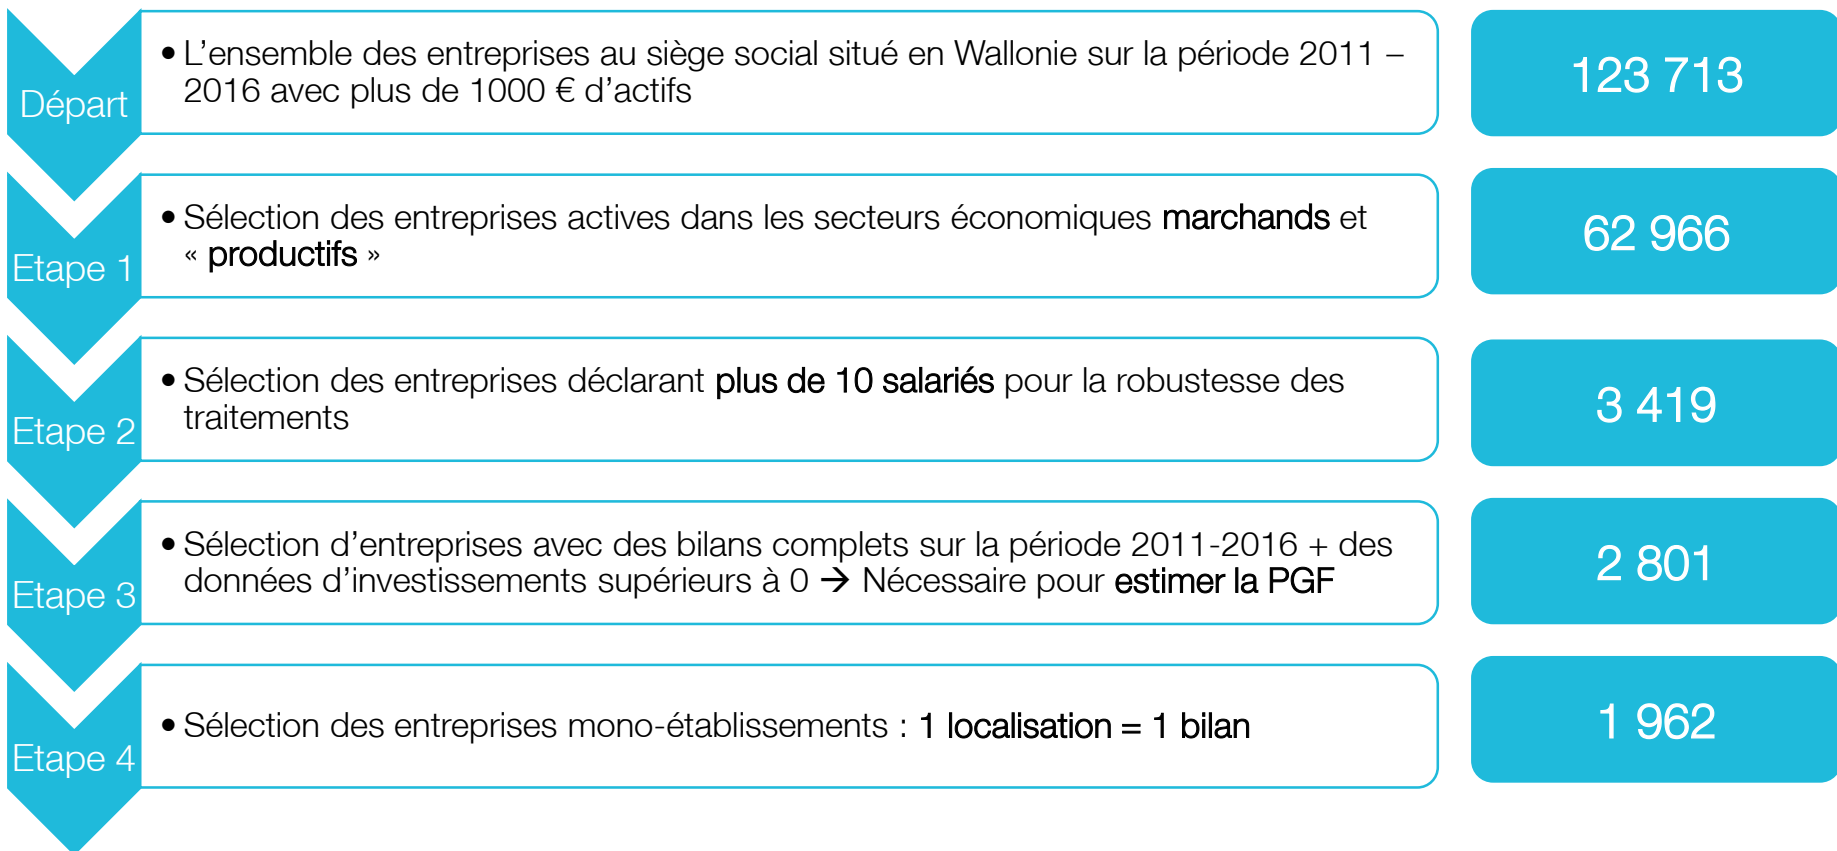 Départ
• L’ensemble des entreprises au siège social situé en Wallonie sur la période 2011 –
2016 avec plus de 1000 € d’actifs
123 713
Etape 1
• Sélection des entreprises actives dans les secteurs économiques marchands et
« productifs »
62 966
Etape 2
• Sélection des entreprises déclarant plus de 10 salariés pour la robustesse des
traitements
3 419
Etape 3
• Sélection d’entreprises avec des bilans complets sur la période 2011-2016 + des
données d’investissements supérieurs à 0 → Nécessaire pour estimer la PGF
2 801
Etape 4
• Sélection des entreprises mono-établissements : 1 localisation = 1 bilan
1 962